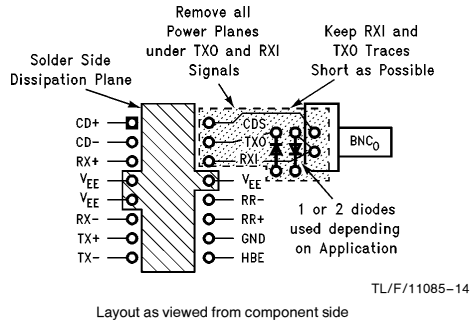 Remove all
Power Planes
under TXO and RXI
Signals
Keep RXI and
TXO Traces
Short as Possible
Solder Side
Dissipation Plane
CD+
CD-
RX+
VEE
VEE
RX-
TX+
TX-
CDS
TXO
RXI
VEE
RR-
RR+
GND
HBE
BNCO
1 or 2 diodes
used depending
on Application
TL/F/11085-14
Layout as viewed from component side